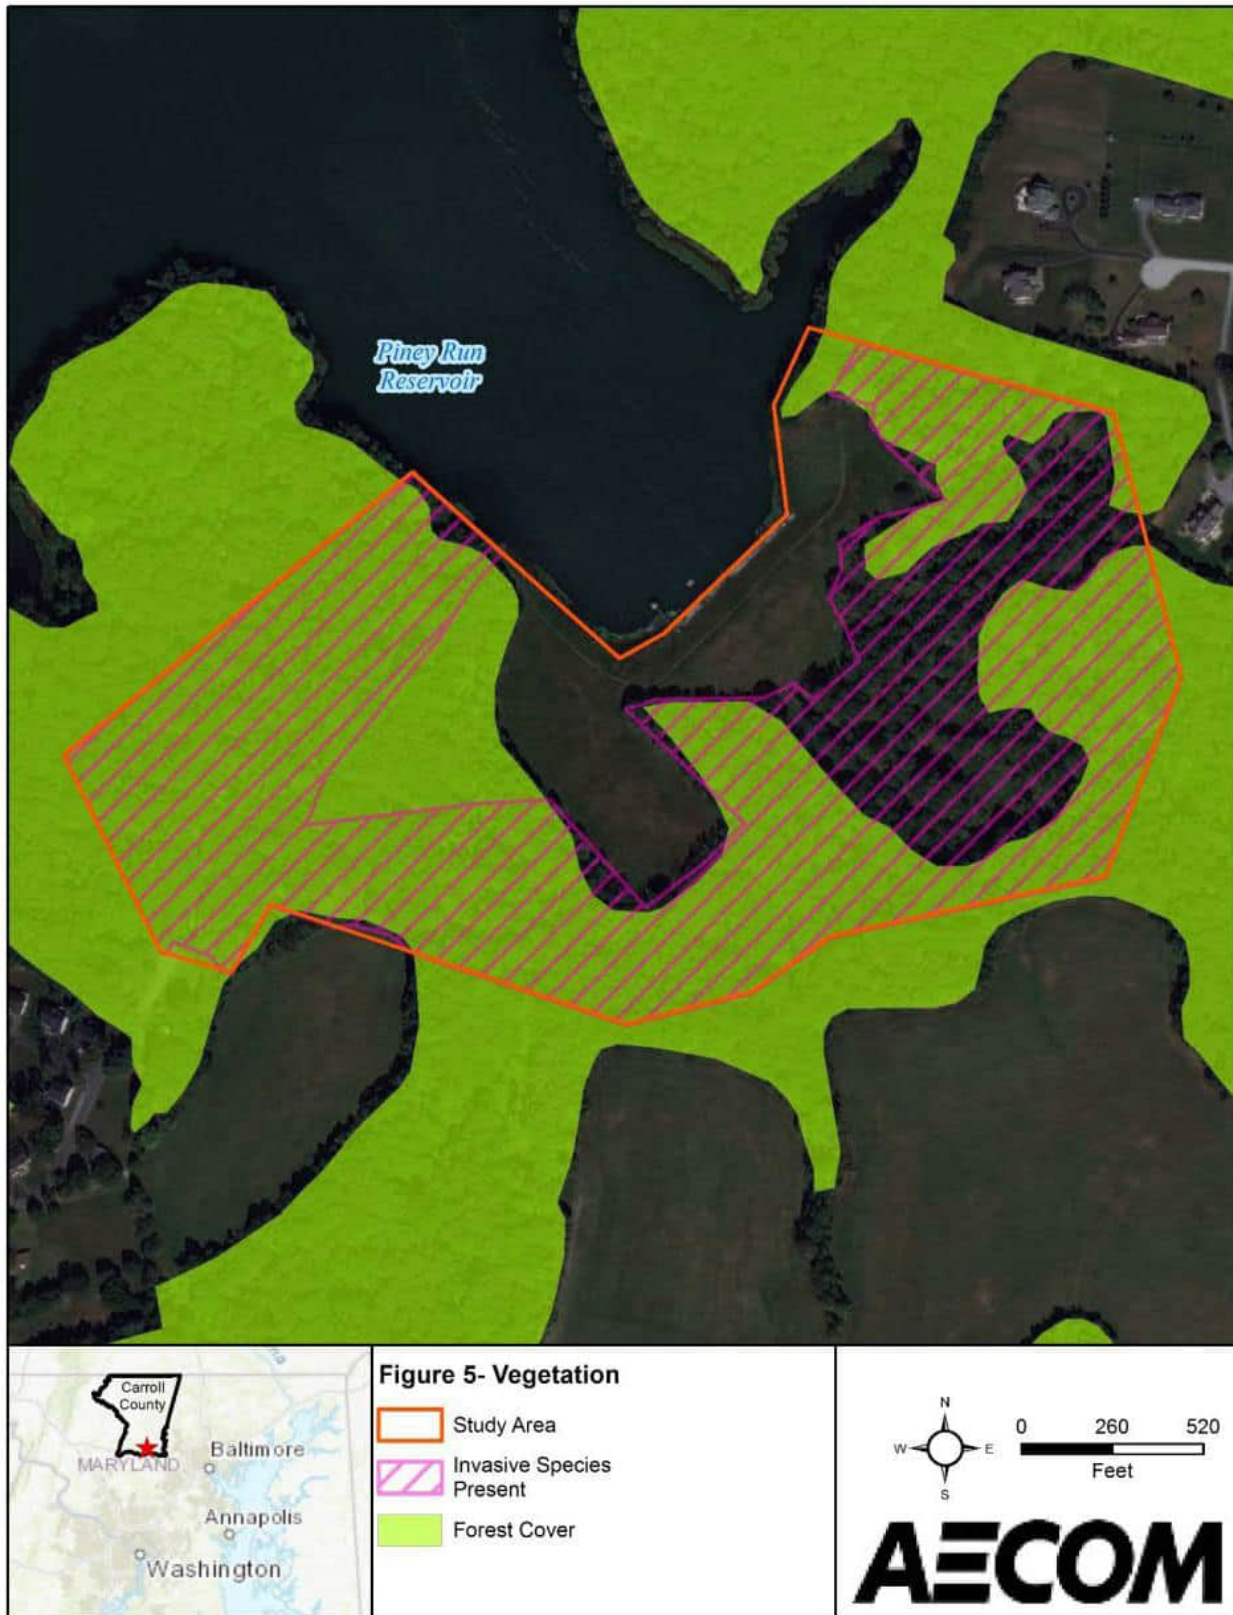 Piney Run
Reservoir
Carroll
County
MARYLAND
Baltimore
Annapolis
Washington
Figure 5- Vegetation
Study Area
Invasive Species
Present
Forest Cover
N
W
E
S
0 260 520
Feet
AECOM